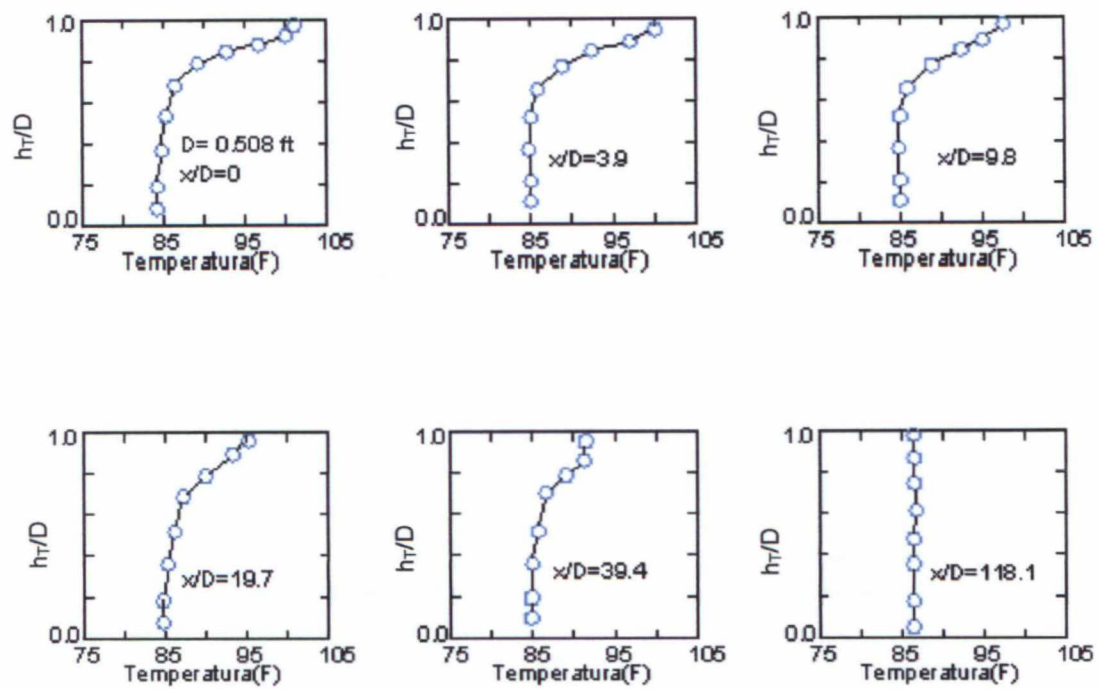 1.0
h_T/D
D= 0.508 ft
x/D=0
0.0
75 85 95 105
Temperatura(F)
1.0
h_T/D
x/D=3.9
0.0
75 85 95 105
Temperatura(F)
1.0
h_T/D
x/D=9.8
0.0
75 85 95 105
Temperatura(F)
1.0
h_T/D
x/D=19.7
0.0
75 85 95 105
Temperatura(F)
1.0
h_T/D
x/D=39.4
0.0
75 85 95 105
Temperatura(F)
1.0
h_T/D
x/D=118.1
0.0
75 85 95 105
Temperatura(F)